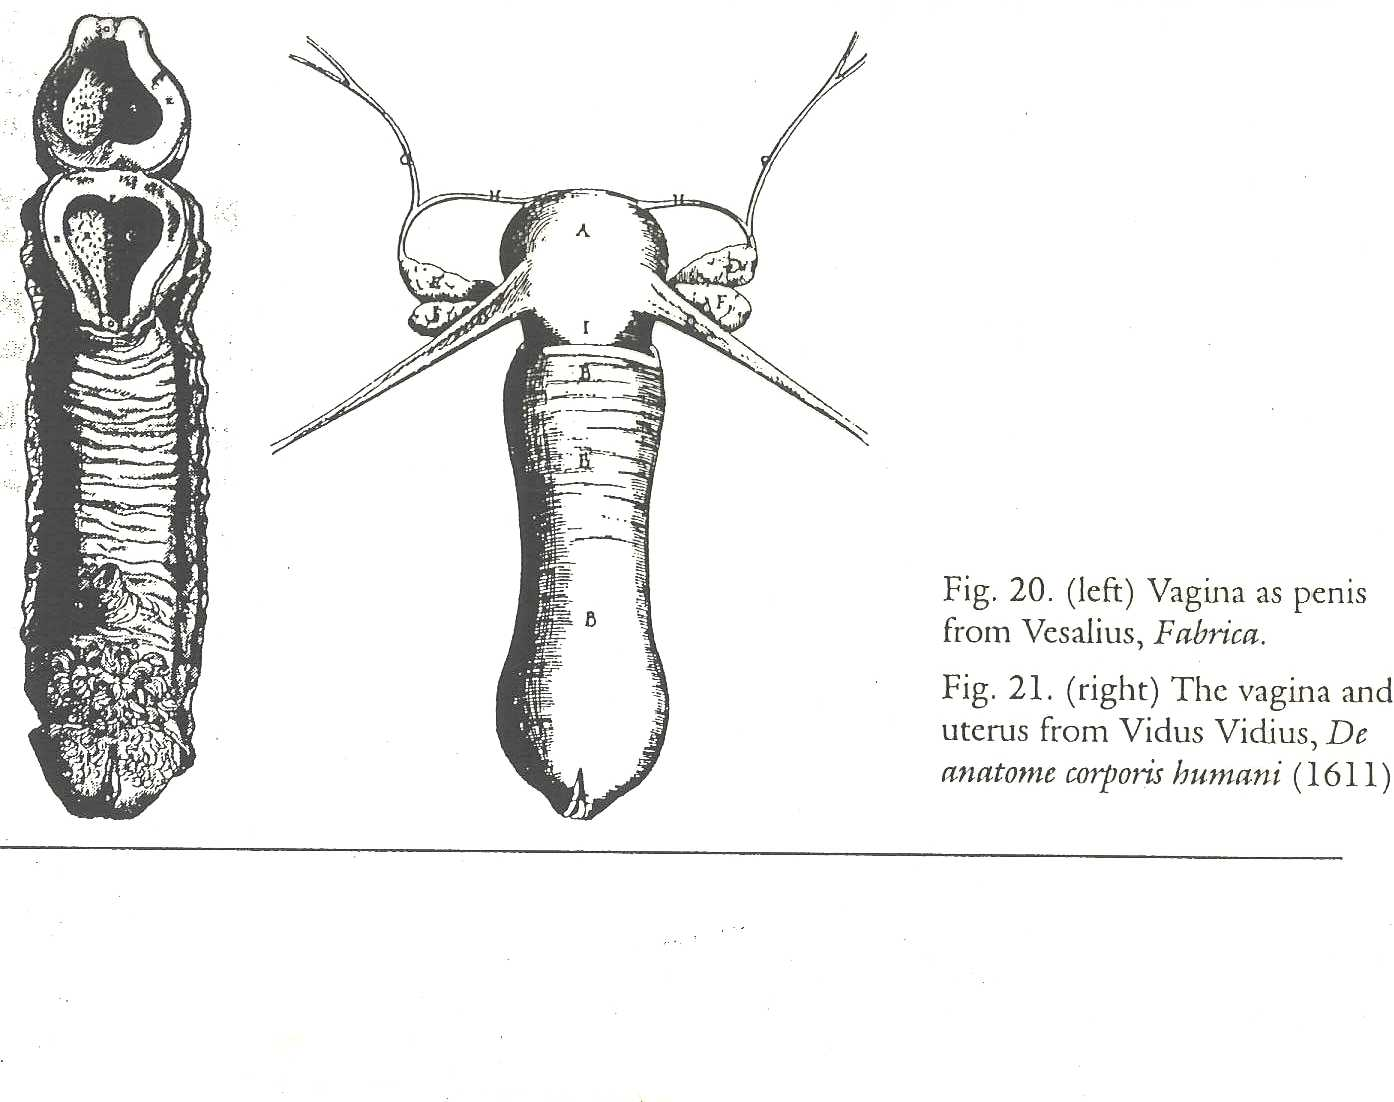 H
H
A
E
D
F
F
I
B
B
B
Fig. 20. (left) Vagina as penis
from Vesalius, Fabrica.
Fig. 21. (right) The vagina and
uterus from Vidus Vidius, De
anatome corporis humani (1611)